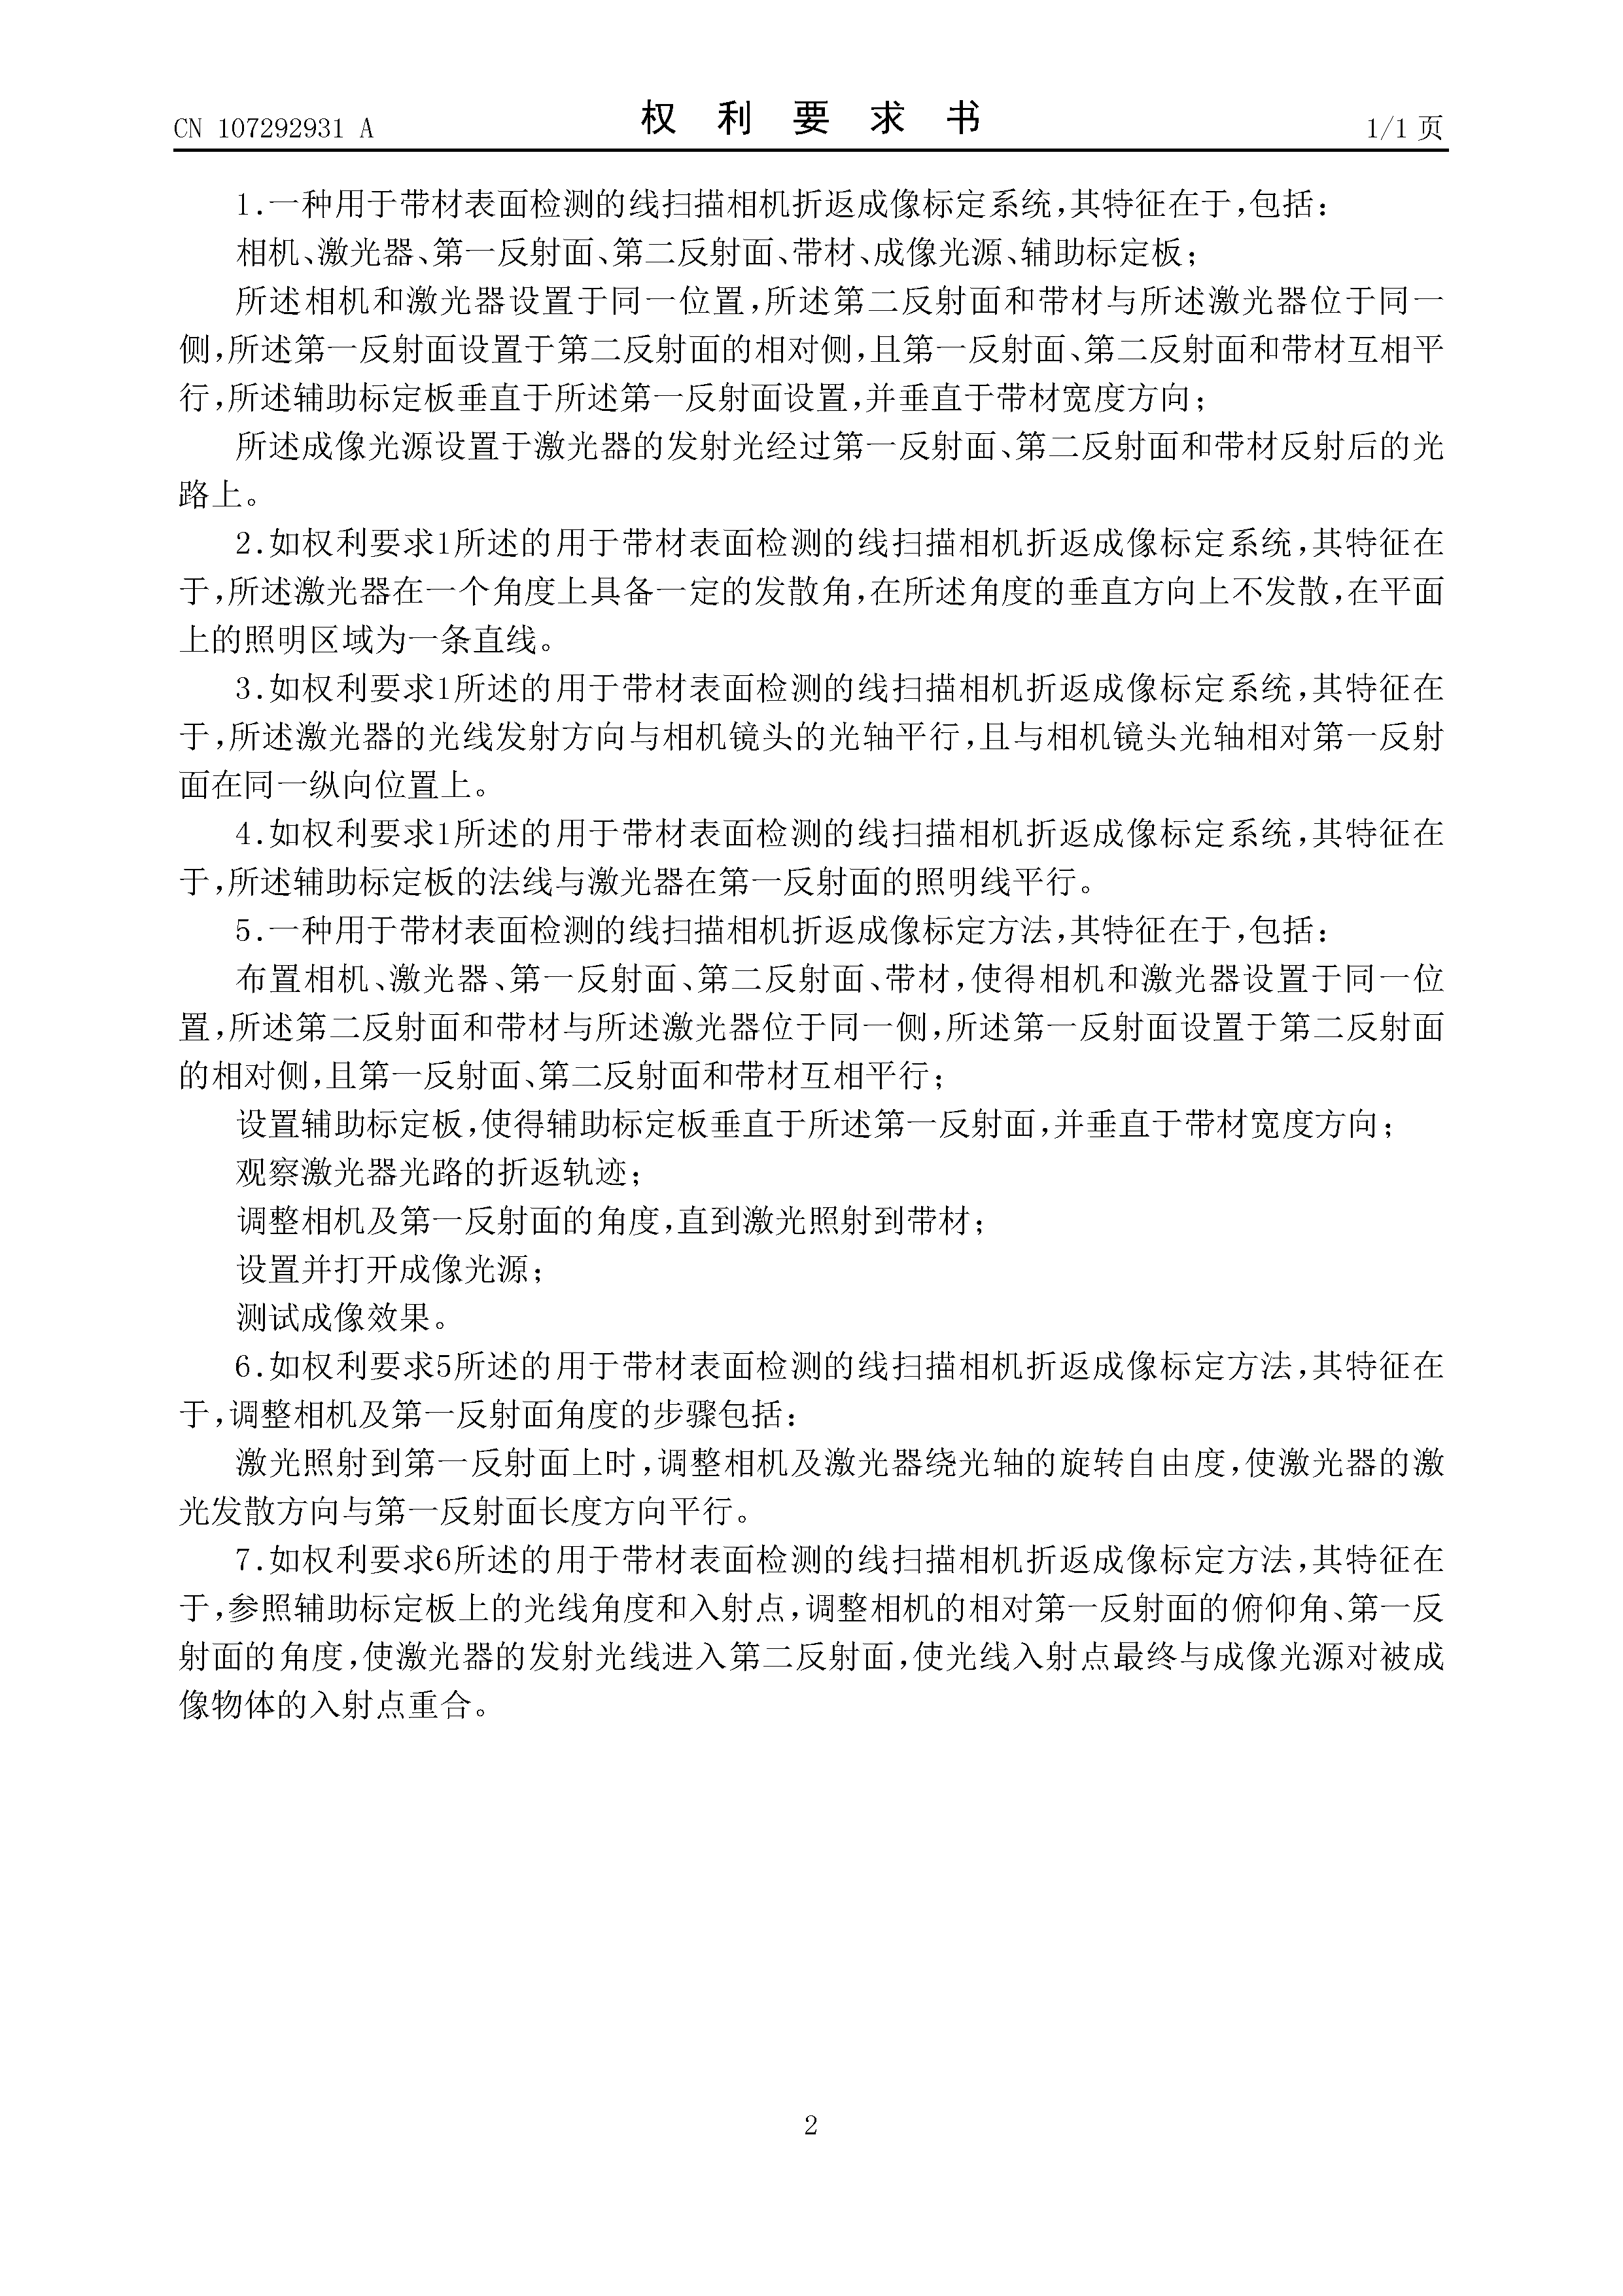 CN 107292931 A
权利要求书
1/1 页
1.一种用于带材表面检测的线扫描相机折返成像标定系统,其特征在于,包括:
相机、激光器、第一反射面、第二反射面、带材、成像光源、辅助标定板;
所述相机和激光器设置于同一位置,所述第二反射面和带材与所述激光器位于同一
侧,所述第一反射面设置于第二反射面的相对侧,且第一反射面、第二反射面和带材互相平
行,所述辅助标定板垂直于所述第一反射面设置,并垂直于带材宽度方向;
所述成像光源设置于激光器的发射光经过第一反射面、第二反射面和带材反射后的光
路上。
2.如权利要求1所述的用于带材表面检测的线扫描相机折返成像标定系统,其特征在
于,所述激光器在一个角度上具备一定的发散角,在所述角度的垂直方向上不发散,在平面
上的照明区域为一条直线。
3.如权利要求1所述的用于带材表面检测的线扫描相机折返成像标定系统,其特征在
于,所述激光器的光线发射方向与相机镜头的光轴平行,且与相机镜头光轴相对第一反射
面在同一纵向位置上。
4.如权利要求1所述的用于带材表面检测的线扫描相机折返成像标定系统,其特征在
于,所述辅助标定板的法线与激光器在第一反射面的照明线平行。
5.一种用于带材表面检测的线扫描相机折返成像标定方法,其特征在于,包括:
布置相机、激光器、第一反射面、第二反射面、带材,使得相机和激光器设置于同一位
置,所述第二反射面和带材与所述激光器位于同一侧,所述第一反射面设置于第二反射面
的相对侧,且第一反射面、第二反射面和带材互相平行;
设置辅助标定板,使得辅助标定板垂直于所述第一反射面,并垂直于带材宽度方向;
观察激光器光路的折返轨迹;
调整相机及第一反射面的角度,直到激光照射到带材;
设置并打开成像光源;
测试成像效果。
6.如权利要求5所述的用于带材表面检测的线扫描相机折返成像标定方法,其特征在
于,调整相机及第一反射面角度的步骤包括:
激光照射到第一反射面上时,调整相机及激光器绕光轴的旋转自由度,使激光器的激
光发散方向与第一反射面长度方向平行。
7.如权利要求6所述的用于带材表面检测的线扫描相机折返成像标定方法,其特征在
于,参照辅助标定板上的光线角度和入射点,调整相机的相对第一反射面的俯仰角、第一反
射面的角度,使激光器的发射光线进入第二反射面,使光线入射点最终与成像光源对被成
像物体的入射点重合。
2